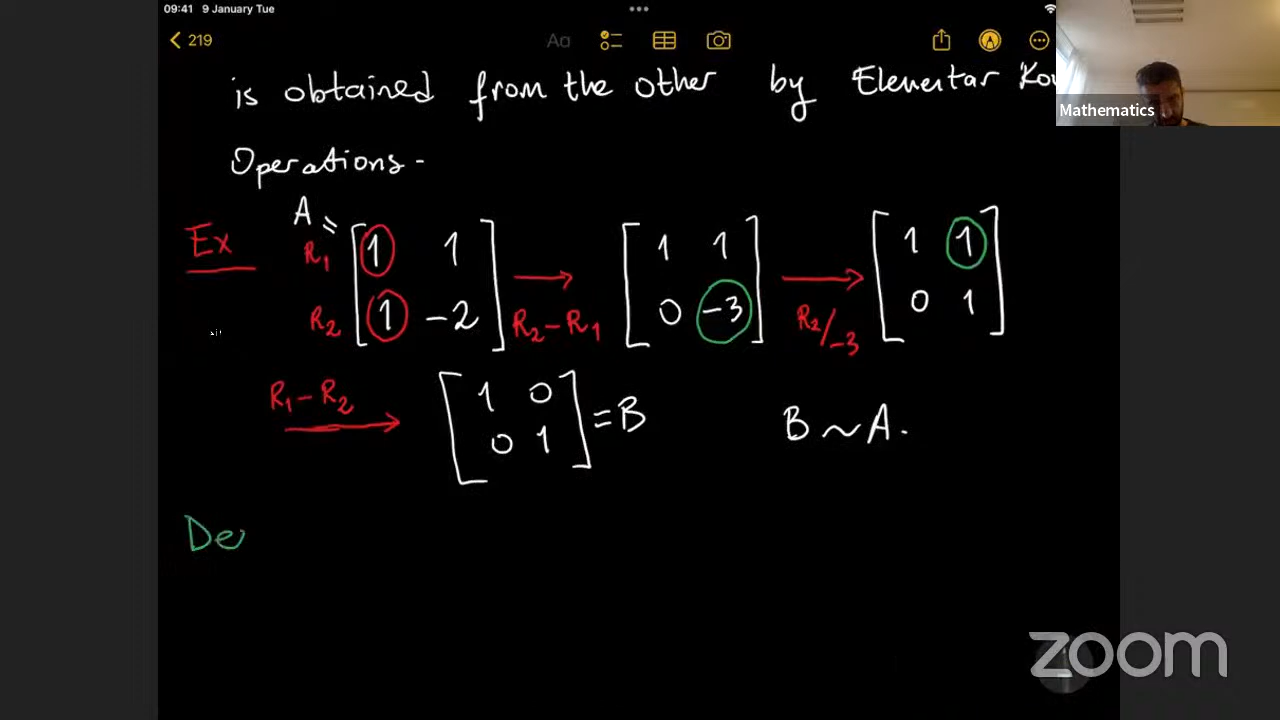 09:41 9 January Tue
219
Aa
is obtained from the other by Elementar Row
Mathematics
Operations -
Ex A =
R1 [1 1
R2 1 -2] → R2 - R1 [1 1
0 -3] → R2/-3 [1 1
0 1]
R1 - R2 → [1 0
0 1] = B B ~ A.
De
zoom